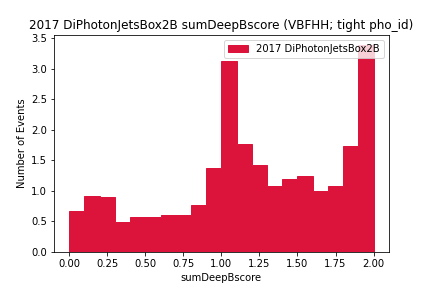 2017 DiPhotonJetsBox2B sumDeepBscore (VBFHH; tight pho_id)
2017 DiPhotonJetsBox2B
Number of Events
3.5
3.0
2.5
2.0
1.5
1.0
0.5
0.0
0.00 0.25 0.50 0.75 1.00 1.25 1.50 1.75 2.00
sumDeepBscore